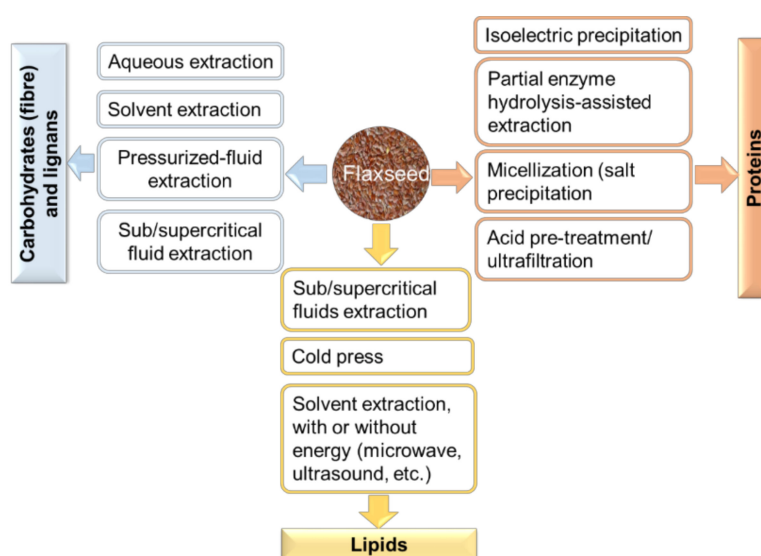 Carbohydrates (fibre)
and lignans
Aqueous extraction
Solvent extraction
Pressurized-fluid
extraction
Sub/supercritical
fluid extraction
Flaxseed
Isoelectric precipitation
Partial enzyme
hydrolysis-assisted
extraction
Micellization (salt
precipitation
Acid pre-treatment/
ultrafiltration
Proteins
Sub/supercritical
fluids extraction
Cold press
Solvent extraction,
with or without
energy (microwave,
ultrasound, etc.)
Lipids